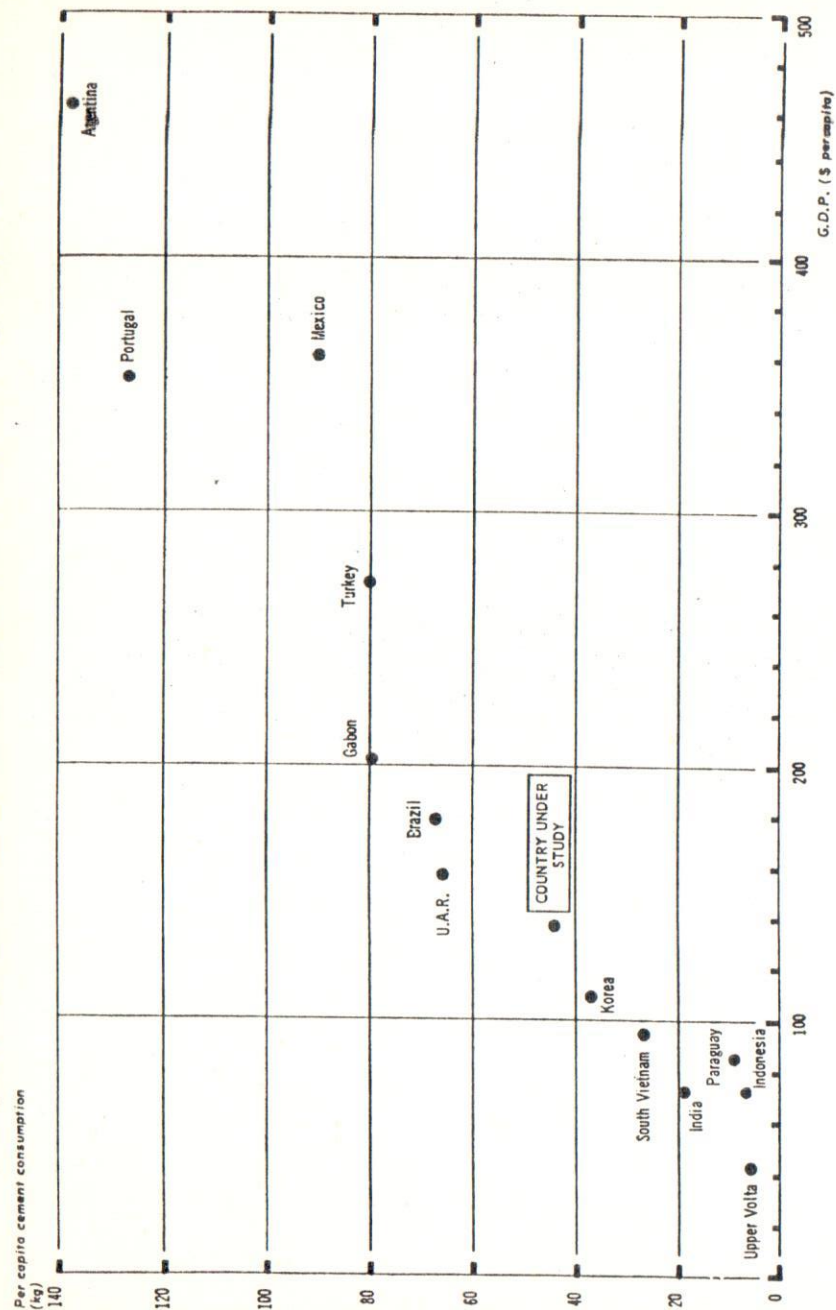 Per capita cement consumption
(kg)
140
120
100
80
60
40
20
0
Argentina
Portugal
Mexico
Turkey
Gabon
Brazil
U.A.R.
COUNTRY UNDER
STUDY
Korea
South Vietnam
Paraguay
India
Indonesia
Upper Volta
100
200
300
400
500
G.D.P. ($ per capita)